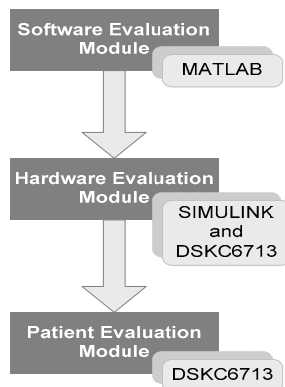 Software Evaluation
Module
MATLAB
Hardware Evaluation
Module
SIMULINK
and
DSKC6713
Patient Evaluation
Module
DSKC6713